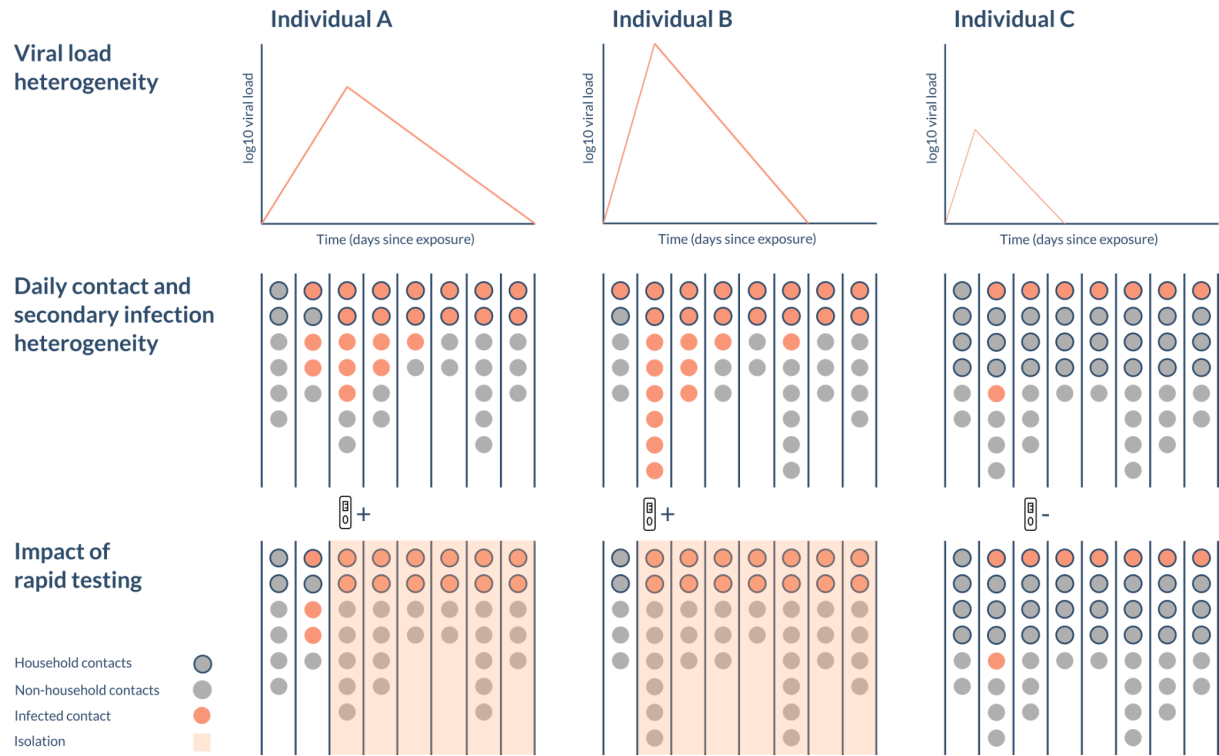 Individual A
Individual B
Individual C
Viral load
heterogeneity
log10 viral load
log10 viral load
log10 viral load
Time (days since exposure)
Time (days since exposure)
Time (days since exposure)
Daily contact and
secondary infection
heterogeneity
+
+
-
Impact of
rapid testing
Household contacts
Non-household contacts
Infected contact
Isolation